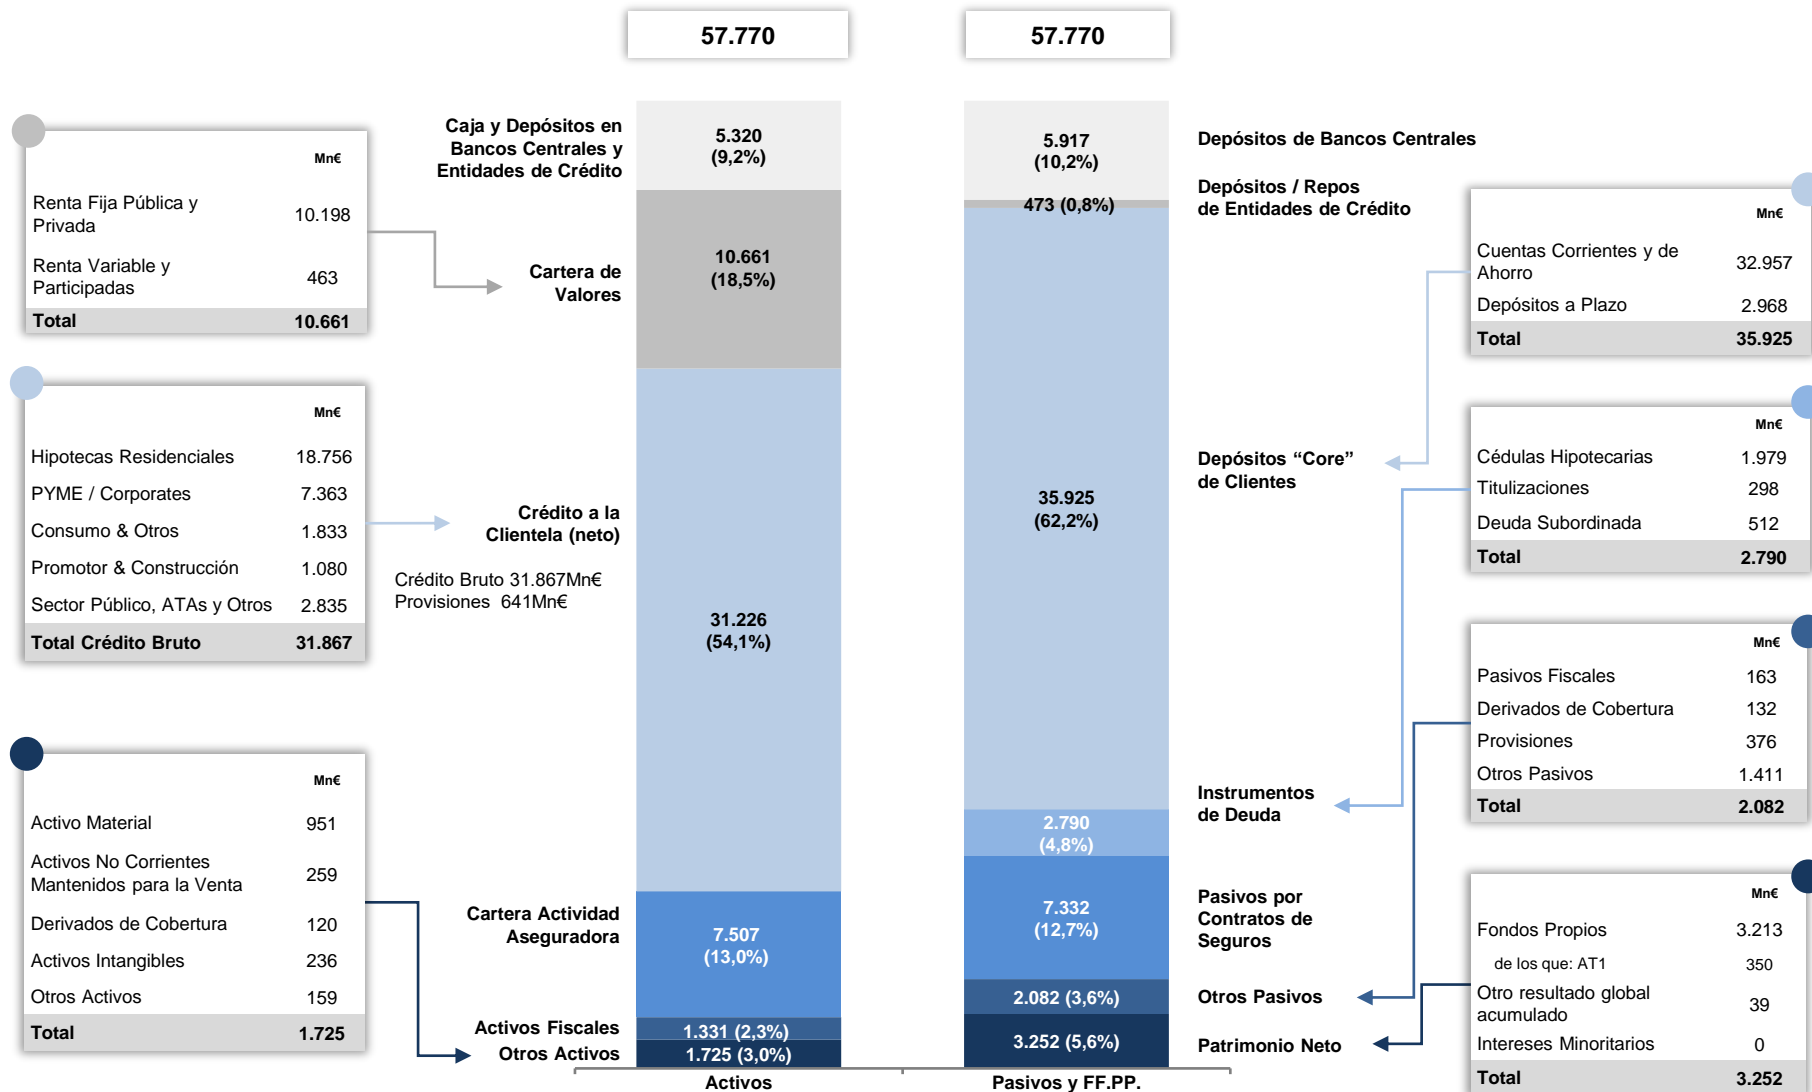 57.770
57.770
Mn€
Renta Fija Pública y
Privada
10.198
Renta Variable y
Participadas
463
Total 10.661
Mn€
Hipotecas Residenciales 18.756
PYME / Corporates 7.363
Consumo & Otros 1.833
Promotor & Construcción 1.080
Sector Público, ATAs y Otros 2.835
Total Crédito Bruto 31.867
Mn€
Activo Material 951
Activos No Corrientes
Mantenidos para la Venta
259
Derivados de Cobertura 120
Activos Intangibles 236
Otros Activos 159
Total 1.725
Caja y Depósitos en
Bancos Centrales y
Entidades de Crédito
Cartera de
Valores
Crédito a la
Clientela (neto)
Crédito Bruto 31.867Mn€
Provisiones 641Mn€
Cartera Actividad
Aseguradora
Activos Fiscales
Otros Activos
5.320
(9,2%)
10.661
(18,5%)
31.226
(54,1%)
7.507
(13,0%)
1.331 (2,3%)
1.725 (3,0%)
Activos
5.917
(10,2%)
473 (0,8%)
35.925
(62,2%)
2.790
(4,8%)
7.332
(12,7%)
2.082 (3,6%)
3.252 (5,6%)
Pasivos y FF.PP.
Depósitos de Bancos Centrales
Depósitos / Repos
de Entidades de Crédito
Depósitos “Core”
de Clientes
Instrumentos
de Deuda
Pasivos por
Contratos de
Seguros
Otros Pasivos
Patrimonio Neto
Mn€
Cuentas Corrientes y de
Ahorro
32.957
Depósitos a Plazo 2.968
Total 35.925
Mn€
Cédulas Hipotecarias 1.979
Titulizaciones 298
Deuda Subordinada 512
Total 2.790
Mn€
Pasivos Fiscales 163
Derivados de Cobertura 132
Provisiones 376
Otros Pasivos 1.411
Total 2.082
Mn€
Fondos Propios 3.213
de los que: AT1 350
Otro resultado global
acumulado
39
Intereses Minoritarios 0
Total 3.252